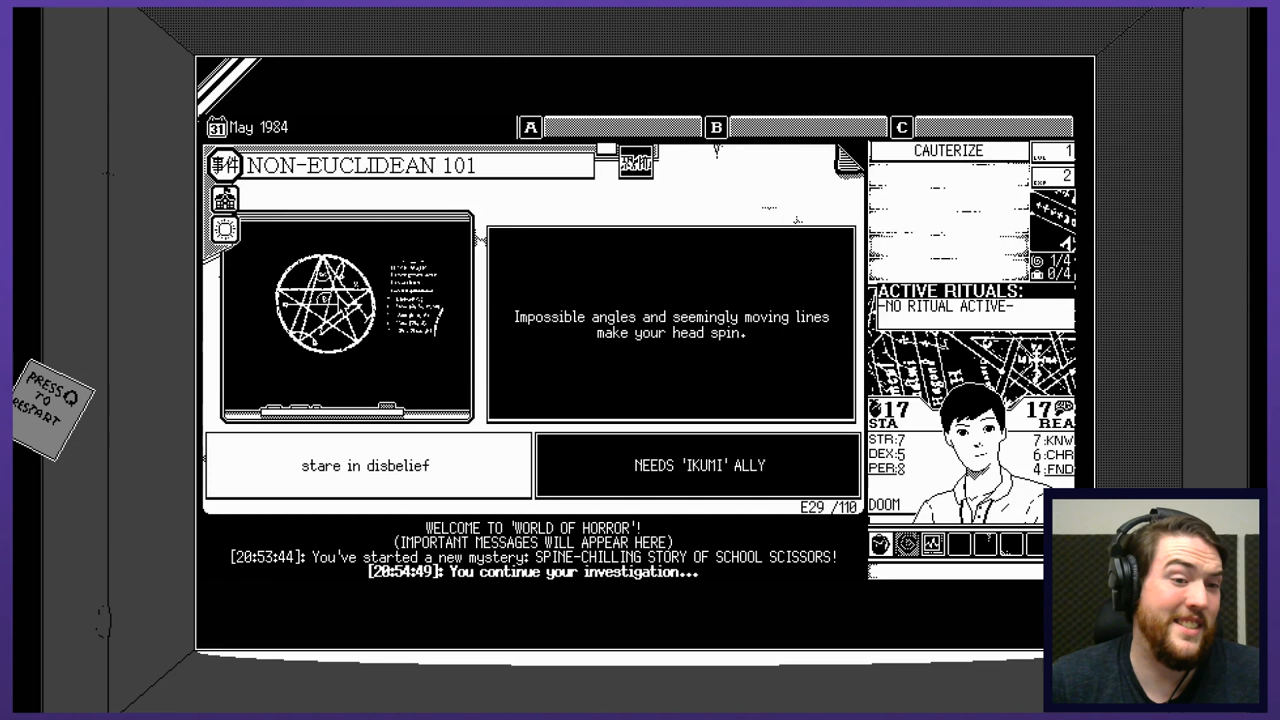 31 May 1984
A
B
C
事件 NON-EUCLIDEAN 101
CAUTERIZE
LVL 1
EXP 2
1/4
0/4
Impossible angles and seemingly moving lines
make your head spin.
ACTIVE RITUALS:
-NO RITUAL ACTIVE-
PRESS Q
TO
RESTART
17
STA
17
REA
STR:7
DEX:5
PER:8
7:KNW
6:CHR
4:FND
DOOM
stare in disbelief
NEEDS 'IKUMI' ALLY
E29 /110
WELCOME TO 'WORLD OF HORROR'!
(IMPORTANT MESSAGES WILL APPEAR HERE)
[20:53:44]: You've started a new mystery: SPINE-CHILLING STORY OF SCHOOL SCISSORS!
[20:54:49]: You continue your investigation...